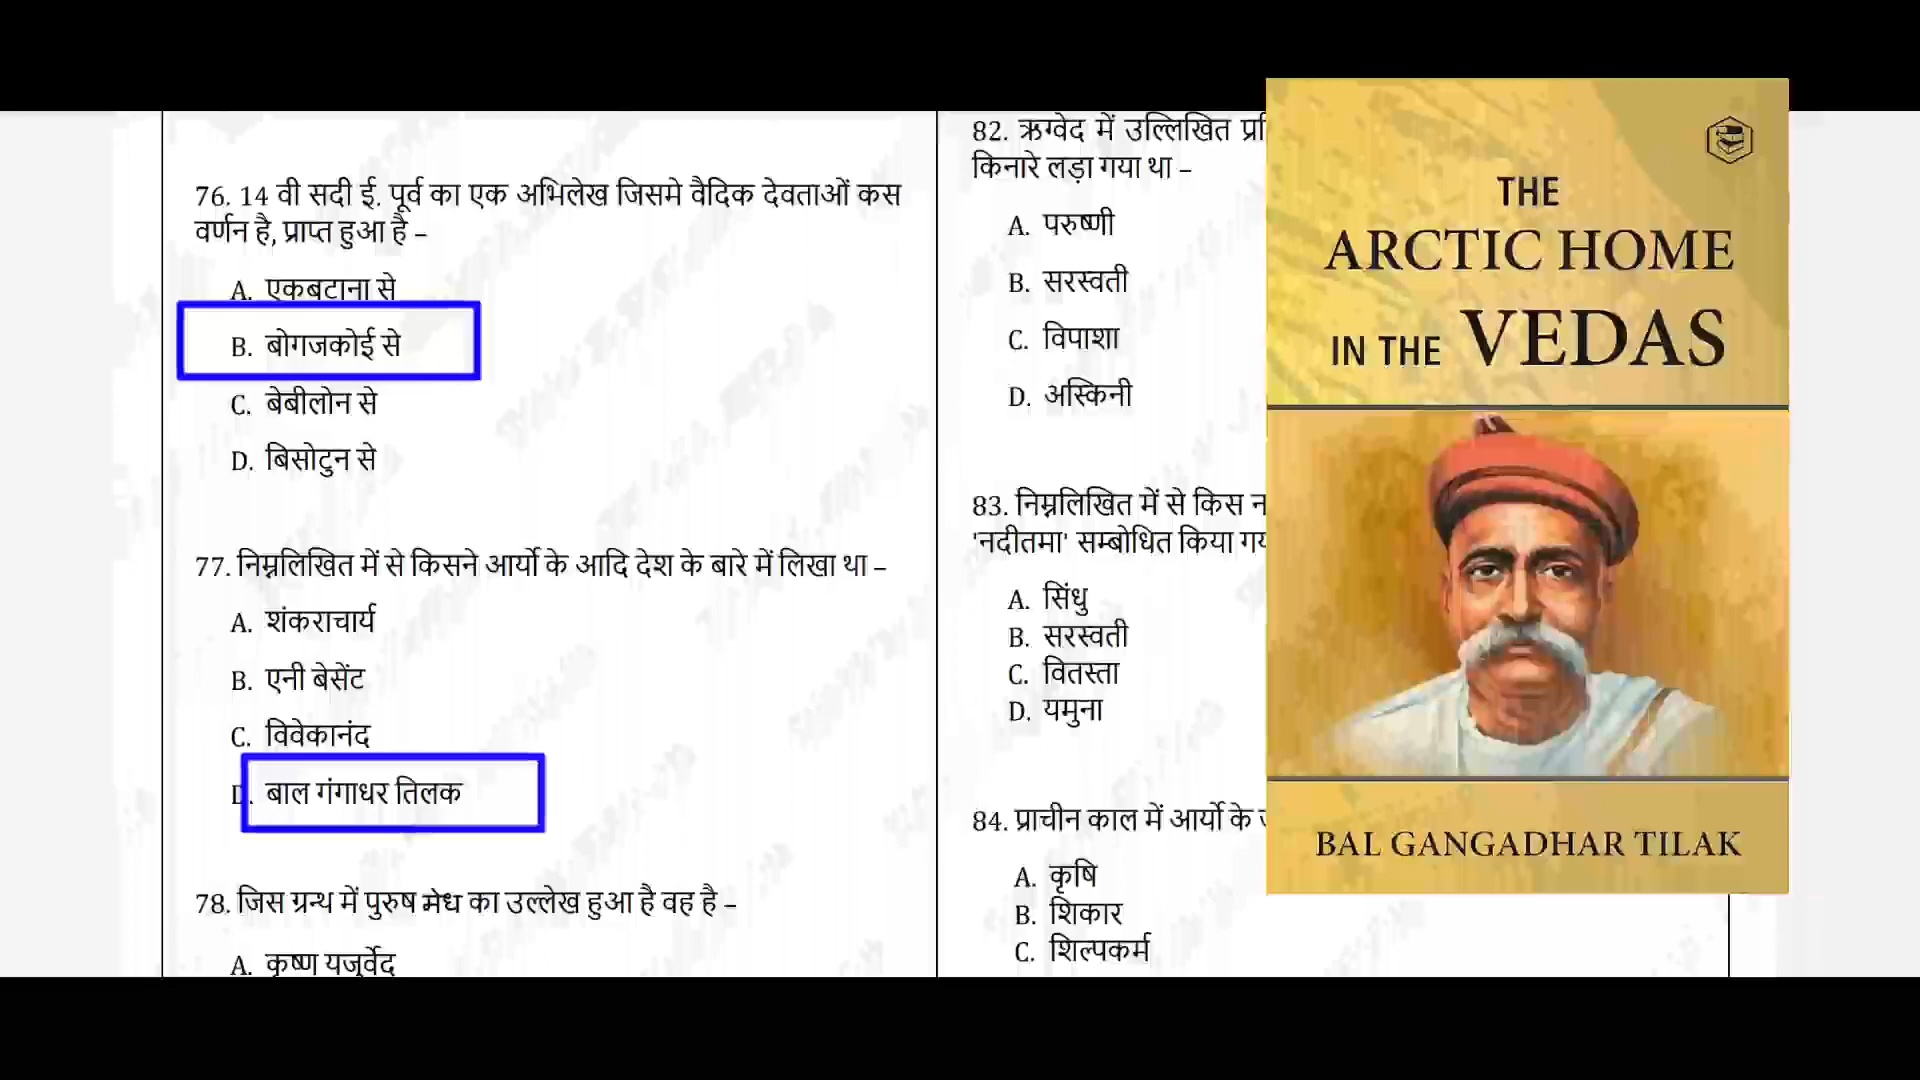 76. 14 वी सदी ई. पूर्व का एक अभिलेख जिसमे वैदिक देवताओं कस
वर्णन है, प्राप्त हुआ है –
A. एकबटाना से
B. बोगजकोई से
C. बेबीलोन से
D. बिसोटुन से
77. निम्नलिखित में से किसने आर्यो के आदि देश के बारे में लिखा था –
A. शंकराचार्य
B. एनी बेसेंट
C. विवेकानंद
D. बाल गंगाधर तिलक
78. जिस ग्रन्थ में पुरुष मेध का उल्लेख हुआ है वह है –
A. कृष्ण यजुर्वेद
82. ऋग्वेद में उल्लिखित
किनारे लड़ा गया था –
A. परुष्णी
B. सरस्वती
C. विपाशा
D. अस्किनी
83. निम्नलिखित में से किस
'नदीतमा' सम्बोधित किया
A. सिंधु
B. सरस्वती
C. वितस्ता
D. यमुना
84. प्राचीन काल में आर्यो के
A. कृषि
B. शिकार
C. शिल्पकर्म
THE
ARCTIC HOME
IN THE VEDAS
BAL GANGADHAR TILAK